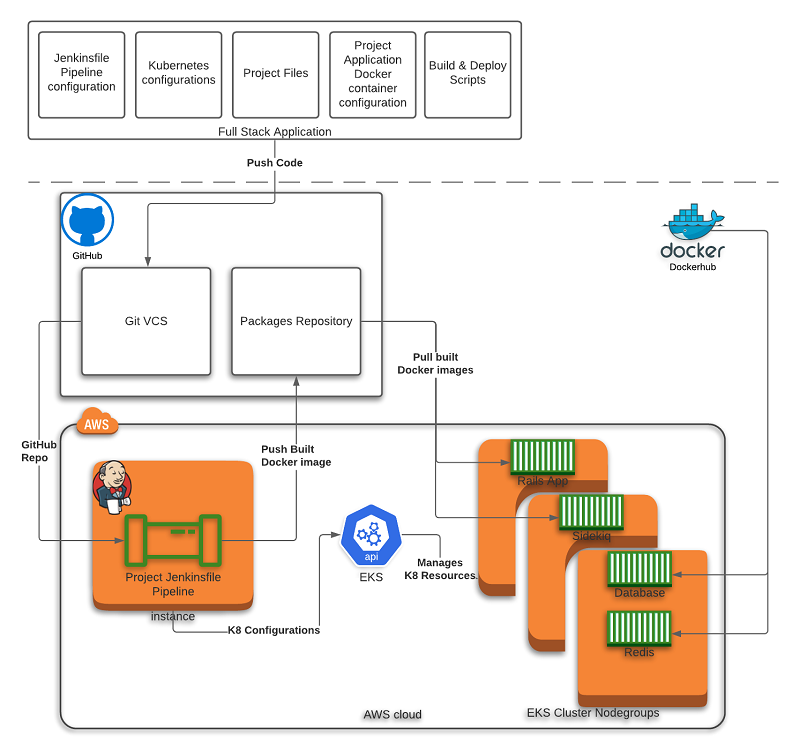 Jenkinsfile
Pipeline
configuration
Kubernetes
configurations
Project Files
Project
Application
Docker
container
configuration
Build & Deploy
Scripts
Full Stack Application
Push Code
GitHub
docker
Dockerhub
Git VCS
Packages Repository
Pull built
Docker images
AWS
GitHub
Repo
Push Built
Docker image
Rails App
Sidekiq
api
EKS
Manages
K8 Resources
Project Jenkinsfile
Pipeline
instance
K8 Configurations
Database
Redis
AWS cloud
EKS Cluster Nodegroups